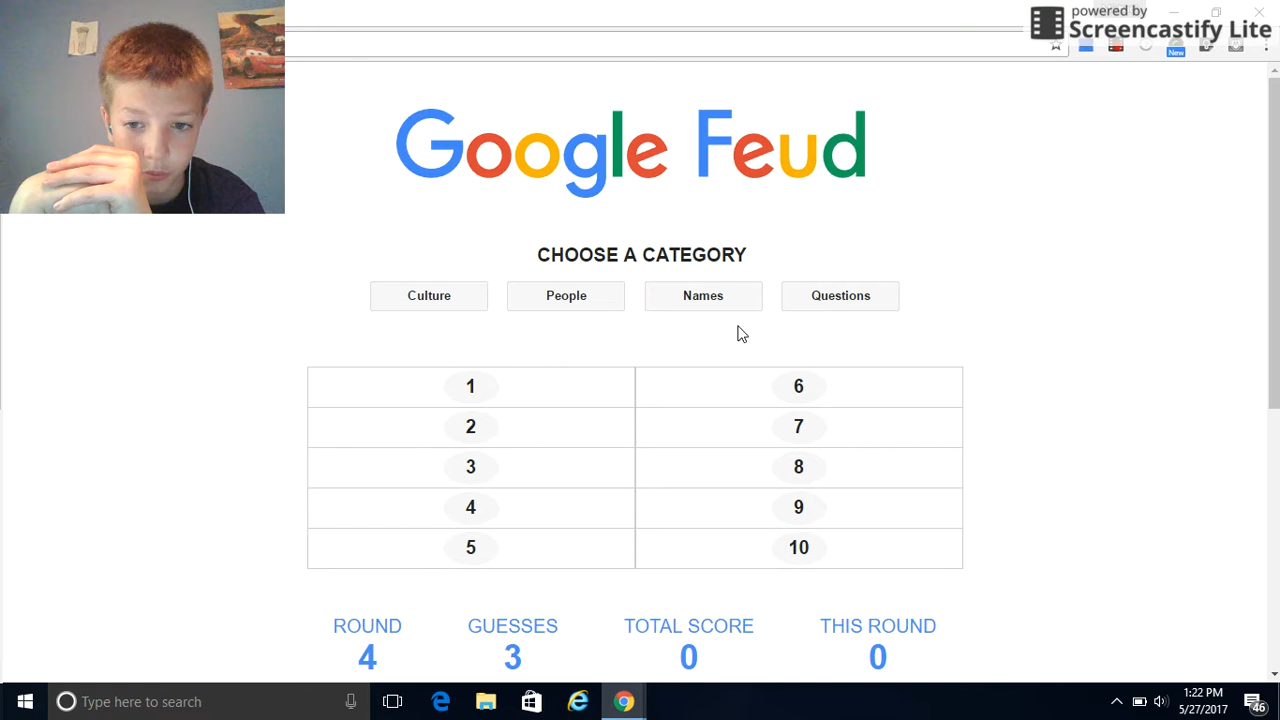 powered by
Screencastify Lite
New
Google Feud
CHOOSE A CATEGORY
Culture People Names Questions
1 6
2 7
3 8
4 9
5 10
ROUND GUESSES TOTAL SCORE THIS ROUND
4 3 0 0
Type here to search
1:22 PM
5/27/2017
46